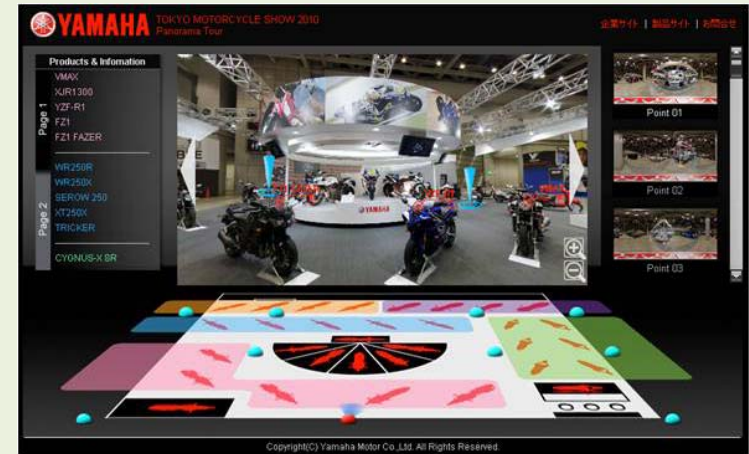 YAMAHA
TOKYO MOTORCYCLE SHOW 2010
Panorama Tour
企業サイト | 製品サイト | お問合せ
Products & Infomation
Page 1
VMAX
XJR1300
YZF-R1
FZ1
FZ1 FAZER
Page 2
WR250R
WR250X
SEROW 250
XT250X
TRICKER
CYGNUS-X SR
YAMAHA
Point 01
Point 02
Point 03
Copyright(C) Yamaha Motor Co.,Ltd. All Rights Reserved.